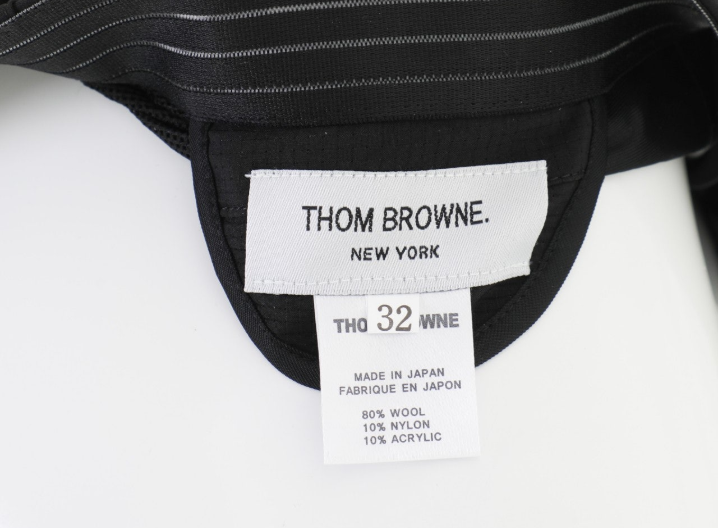 THOM BROWNE.
NEW YORK
THO 32 WNE
MADE IN JAPAN
FABRIQUE EN JAPON
80% WOOL
10% NYLON
10% ACRYLIC